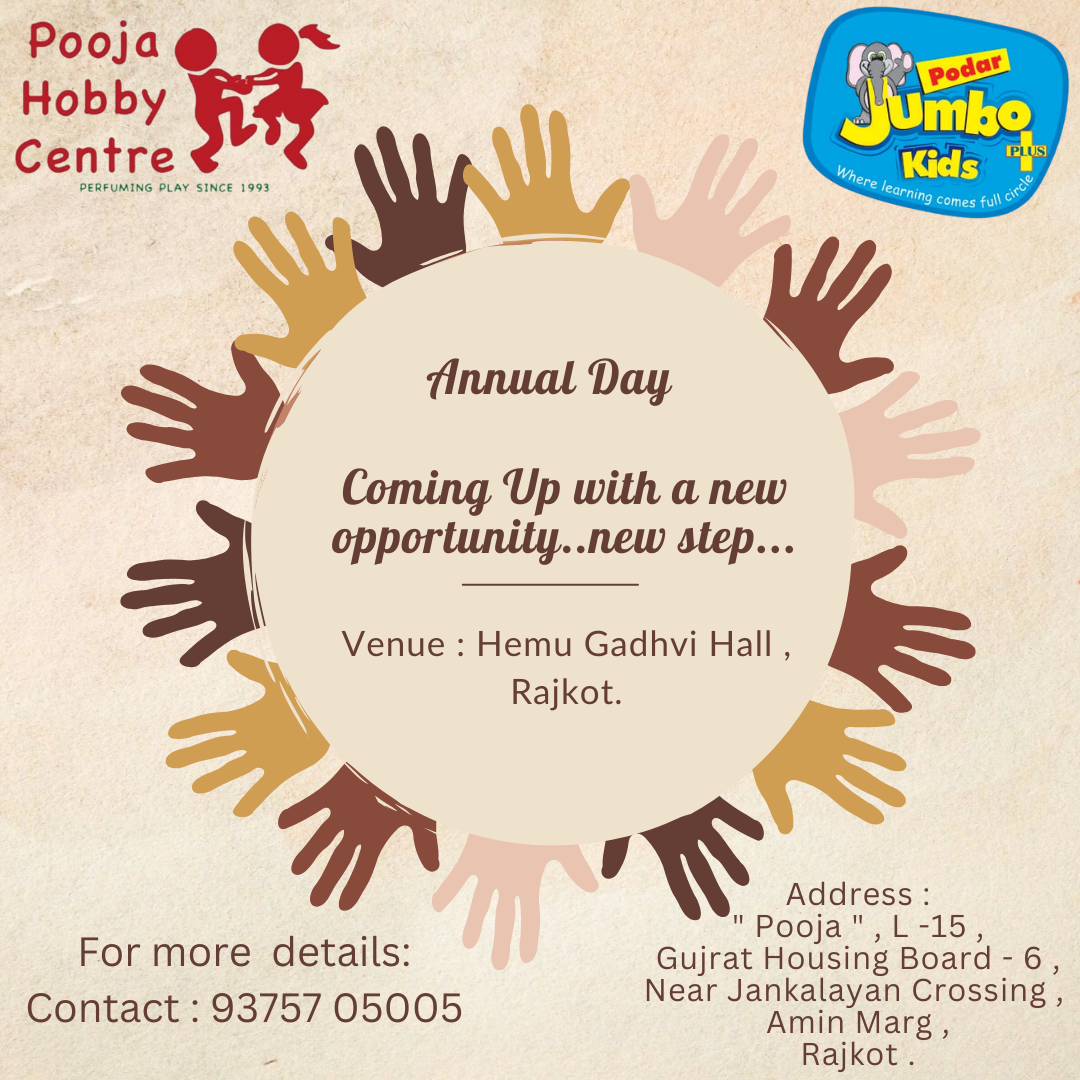 Pooja
Hobby
Centre
PERFUMING PLAY SINCE 1993
Podar
Jumbo
Kids
PLUS
Where learning comes full circle
Annual Day
Coming Up with a new
opportunity..new step...
Venue : Hemu Gadhvi Hall ,
Rajkot.
For more details:
Contact : 93757 05005
Address :
" Pooja " , L -15 ,
Gujrat Housing Board - 6 ,
Near Jankalayan Crossing ,
Amin Marg ,
Rajkot .